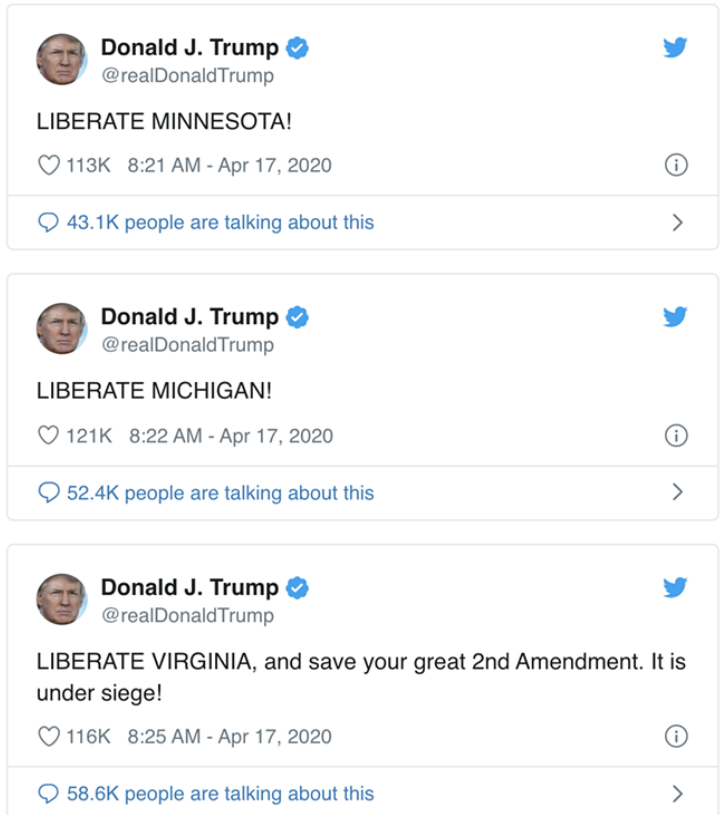 Donald J. Trump
@realDonaldTrump
LIBERATE MINNESOTA!
113K 8:21 AM - Apr 17, 2020
43.1K people are talking about this
Donald J. Trump
@realDonaldTrump
LIBERATE MICHIGAN!
121K 8:22 AM - Apr 17, 2020
52.4K people are talking about this
Donald J. Trump
@realDonaldTrump
LIBERATE VIRGINIA, and save your great 2nd Amendment. It is
under siege!
116K 8:25 AM - Apr 17, 2020
58.6K people are talking about this